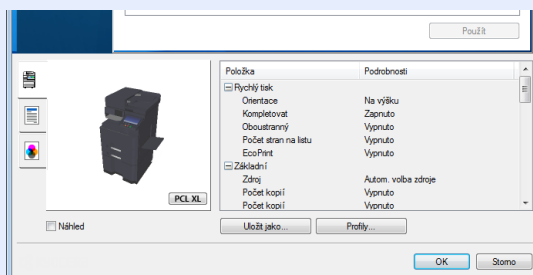 Použít
Položka Podrobnosti
Rychlý tisk
Orientace Na výšku
Kompletovat Zapnuto
Oboustranný Vypnuto
Počet stran na listu Vypnuto
EcoPrint Vypnuto
Základní
Zdroj Autom. volba zdroje
Počet kopií Vypnuto
Počet kopií Vypnuto
PCL XL
Náhled
Uložit jako... Profily...
OK Storno